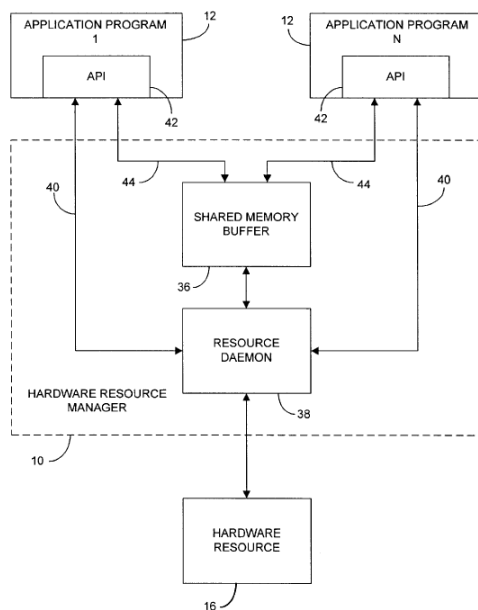 APPLICATION PROGRAM
1
12
API
42
APPLICATION PROGRAM
N
12
API
42
44
44
40
40
SHARED MEMORY
BUFFER
36
RESOURCE
DAEMON
38
HARDWARE RESOURCE
MANAGER
10
HARDWARE
RESOURCE
16